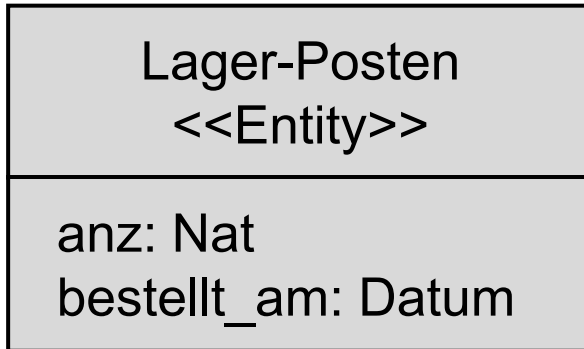 Lager-Posten
<<Entity>>
anz: Nat
bestellt_am: Datum